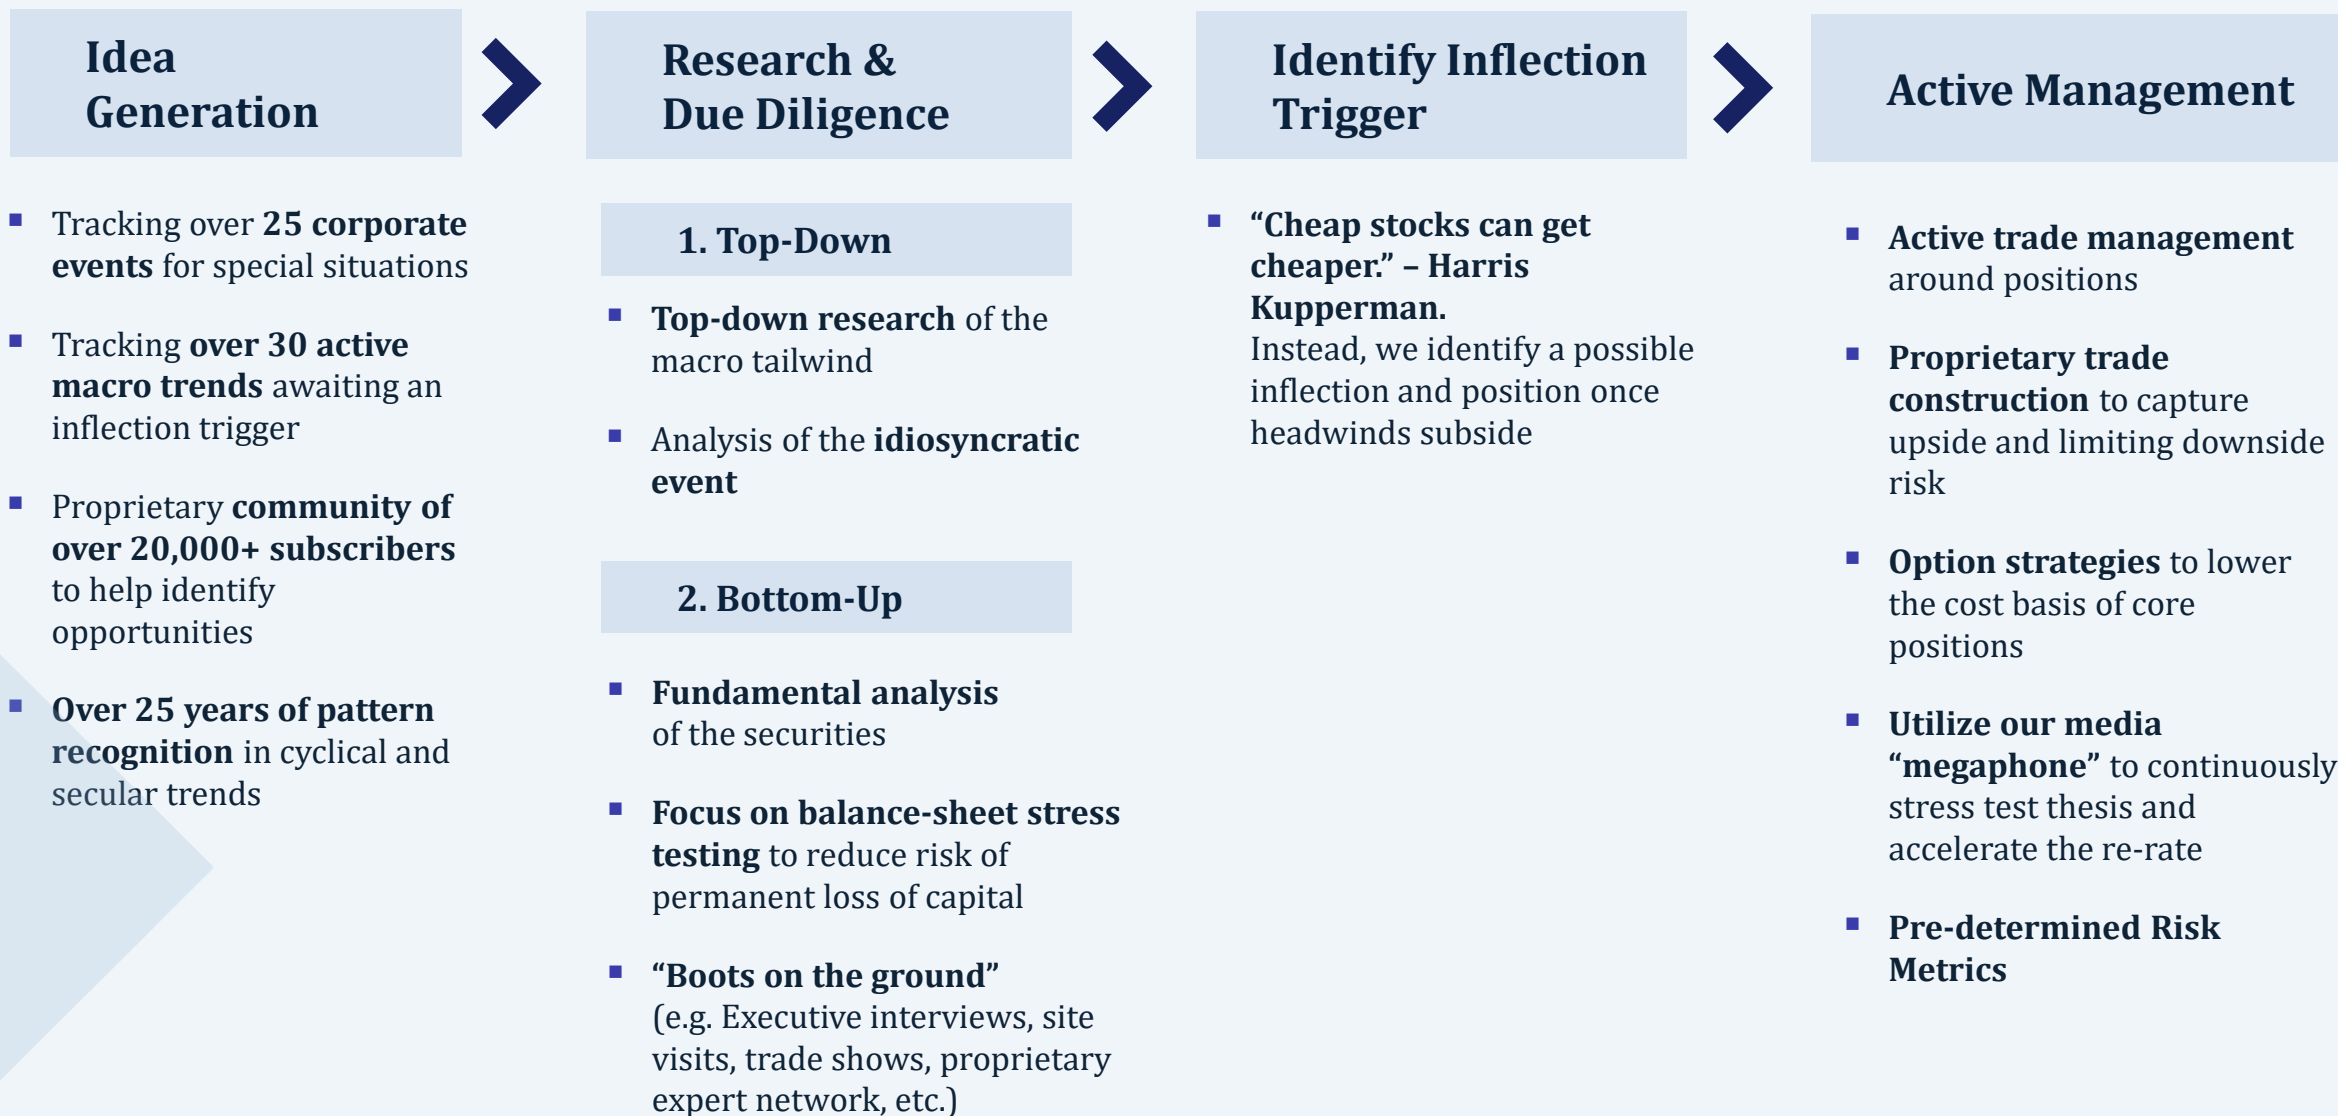 Idea
Generation
▪ Tracking over 25 corporate
events for special situations
▪ Tracking over 30 active
macro trends awaiting an
inflection trigger
▪ Proprietary community of
over 20,000+ subscribers
to help identify
opportunities
▪ Over 25 years of pattern
recognition in cyclical and
secular trends
Research &
Due Diligence
1. Top-Down
▪ Top-down research of the
macro tailwind
▪ Analysis of the idiosyncratic
event
2. Bottom-Up
▪ Fundamental analysis
of the securities
▪ Focus on balance-sheet stress
testing to reduce risk of
permanent loss of capital
▪ “Boots on the ground”
(e.g. Executive interviews, site
visits, trade shows, proprietary
expert network, etc.)
Identify Inflection
Trigger
▪ “Cheap stocks can get
cheaper.” – Harris
Kupperman.
Instead, we identify a possible
inflection and position once
headwinds subside
Active Management
▪ Active trade management
around positions
▪ Proprietary trade
construction to capture
upside and limiting downside
risk
▪ Option strategies to lower
the cost basis of core
positions
▪ Utilize our media
“megaphone” to continuously
stress test thesis and
accelerate the re-rate
▪ Pre-determined Risk
Metrics